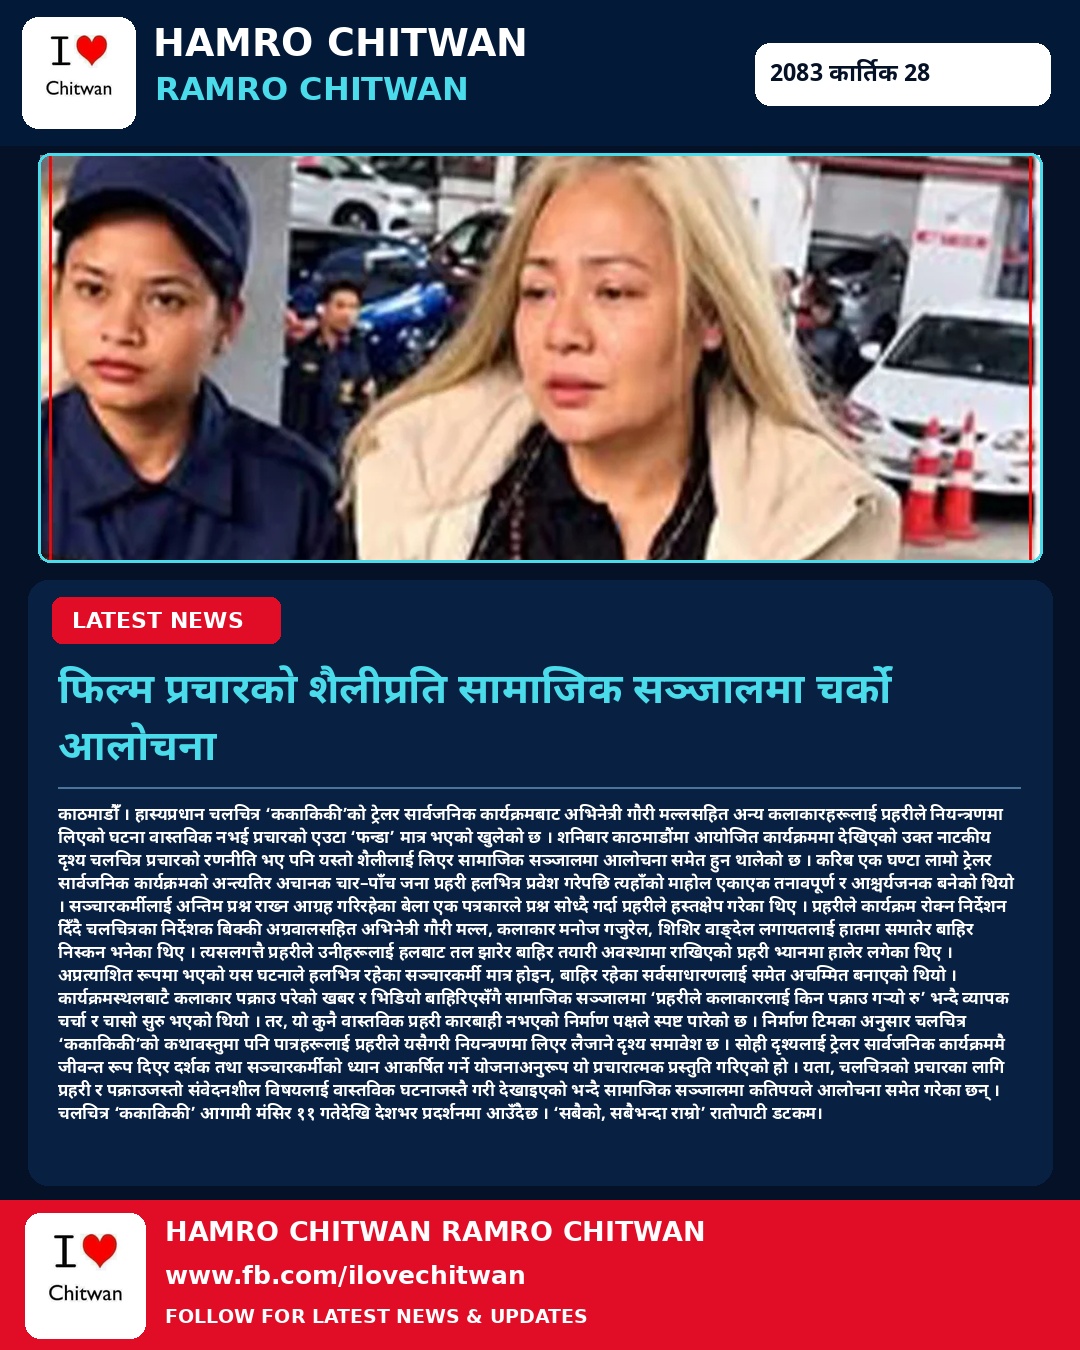 I ❤ Chitwan
HAMRO CHITWAN
RAMRO CHITWAN
2083 कार्तिक 28
LATEST NEWS
फिल्म प्रचारको शैलीप्रति सामाजिक सञ्जालमा चर्को
आलोचना
काठमाडौँ । हास्यप्रधान चलचित्र ‘ककाकिकी’को ट्रेलर सार्वजनिक कार्यक्रमबाट अभिनेत्री गौरी मल्लसहित अन्य कलाकारहरूलाई प्रहरीले नियन्त्रणमा
लिएको घटना वास्तविक नभई प्रचारको एउटा ‘फन्डा’ मात्र भएको खुलेको छ । शनिबार काठमाडौंमा आयोजित कार्यक्रममा देखिएको उक्त नाटकीय
दृश्य चलचित्र प्रचारको रणनीति भए पनि यस्तो शैलीलाई लिएर सामाजिक सञ्जालमा आलोचना समेत हुन थालेको छ । करिब एक घण्टा लामो ट्रेलर
सार्वजनिक कार्यक्रमको अन्त्यतिर अचानक चार–पाँच जना प्रहरी हलभित्र प्रवेश गरेपछि त्यहाँको माहोल एकाएक तनावपूर्ण र आश्चर्यजनक बनेको थियो
। सञ्चारकर्मीलाई अन्तिम प्रश्न राख्न आग्रह गरिरहेका बेला एक पत्रकारले प्रश्न सोध्दै गर्दा प्रहरीले हस्तक्षेप गरेका थिए । प्रहरीले कार्यक्रम रोक्न निर्देशन
दिँदै चलचित्रका निर्देशक बिक्की अग्रवालसहित अभिनेत्री गौरी मल्ल, कलाकार मनोज गजुरेल, शिशिर वाङ्देल लगायतलाई हातमा समातेर बाहिर
निस्कन भनेका थिए । त्यसलगत्तै प्रहरीले उनीहरूलाई हलबाट तल झारेर बाहिर तयारी अवस्थामा राखिएको प्रहरी भ्यानमा हालेर लगेका थिए ।
अप्रत्याशित रूपमा भएको यस घटनाले हलभित्र रहेका सञ्चारकर्मी मात्र होइन, बाहिर रहेका सर्वसाधारणलाई समेत अचम्मित बनाएको थियो ।
कार्यक्रमस्थलबाटै कलाकार पक्राउ परेको खबर र भिडियो बाहिरिएसँगै सामाजिक सञ्जालमा ‘प्रहरीले कलाकारलाई किन पक्राउ गऱ्यो रु’ भन्दै व्यापक
चर्चा र चासो सुरु भएको थियो । तर, यो कुनै वास्तविक प्रहरी कारबाही नभएको निर्माण पक्षले स्पष्ट पारेको छ । निर्माण टिमका अनुसार चलचित्र
‘ककाकिकी’को कथावस्तुमा पनि पात्रहरूलाई प्रहरीले यसैगरी नियन्त्रणमा लिएर लैजाने दृश्य समावेश छ । सोही दृश्यलाई ट्रेलर सार्वजनिक कार्यक्रममै
जीवन्त रूप दिएर दर्शक तथा सञ्चारकर्मीको ध्यान आकर्षित गर्ने योजनाअनुरूप यो प्रचारात्मक प्रस्तुति गरिएको हो । यता, चलचित्रको प्रचारका लागि
प्रहरी र पक्राउजस्तो संवेदनशील विषयलाई वास्तविक घटनाजस्तै गरी देखाइएको भन्दै सामाजिक सञ्जालमा कतिपयले आलोचना समेत गरेका छन् ।
चलचित्र ‘ककाकिकी’ आगामी मंसिर ११ गतेदेखि देशभर प्रदर्शनमा आउँदैछ । ‘सबैको, सबैभन्दा राम्रो’ रातोपाटी डटकम।
I ❤ Chitwan
HAMRO CHITWAN RAMRO CHITWAN
www.fb.com/ilovechitwan
FOLLOW FOR LATEST NEWS & UPDATES